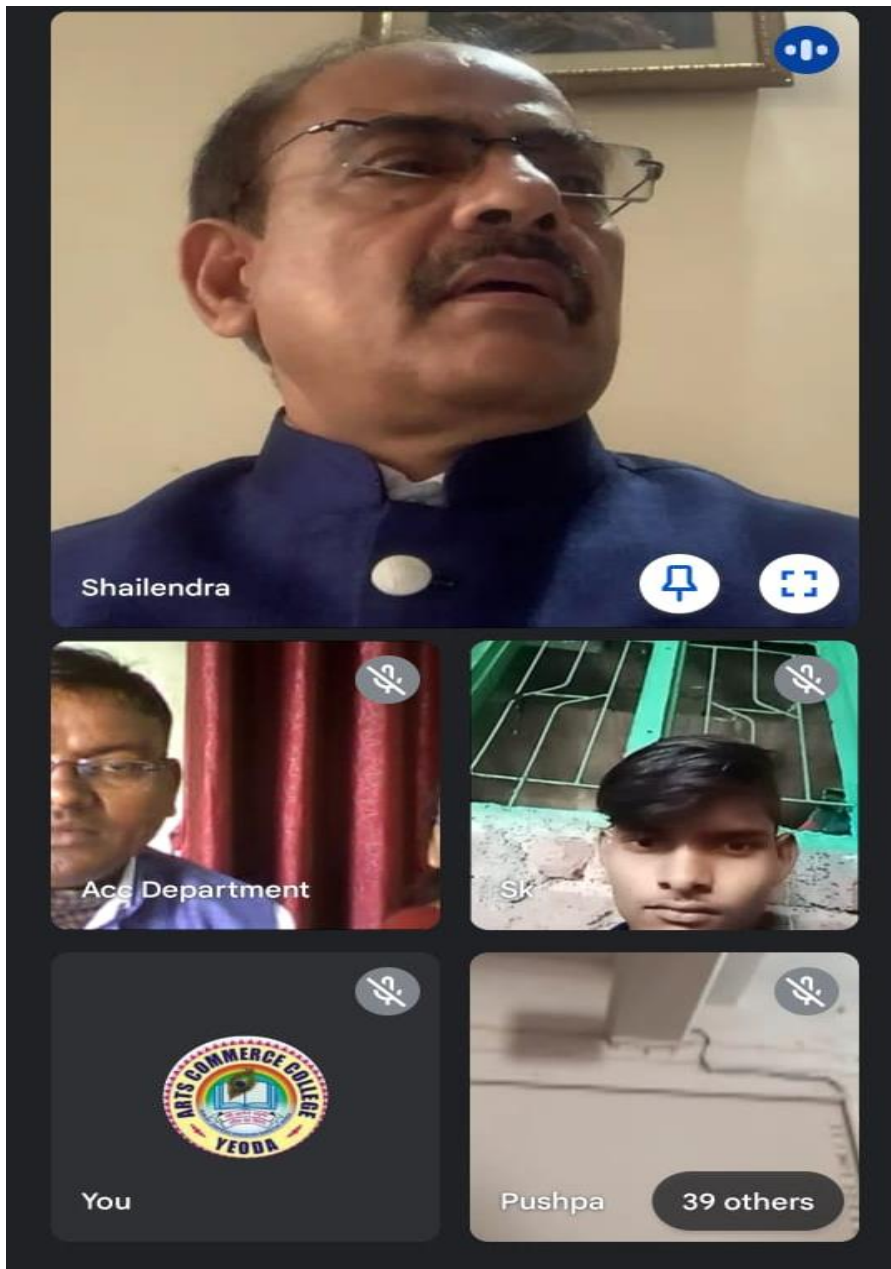 Shailendra
Acc Department
Sk
ARTS COMMERCE COLLEGE
YEODA
You
Pushpa
39 others